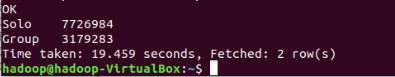 OK
Solo    7726984
Group   3179283
Time taken: 19.459 seconds, Fetched: 2 row(s)
hadoop@hadoop-VirtualBox:~$